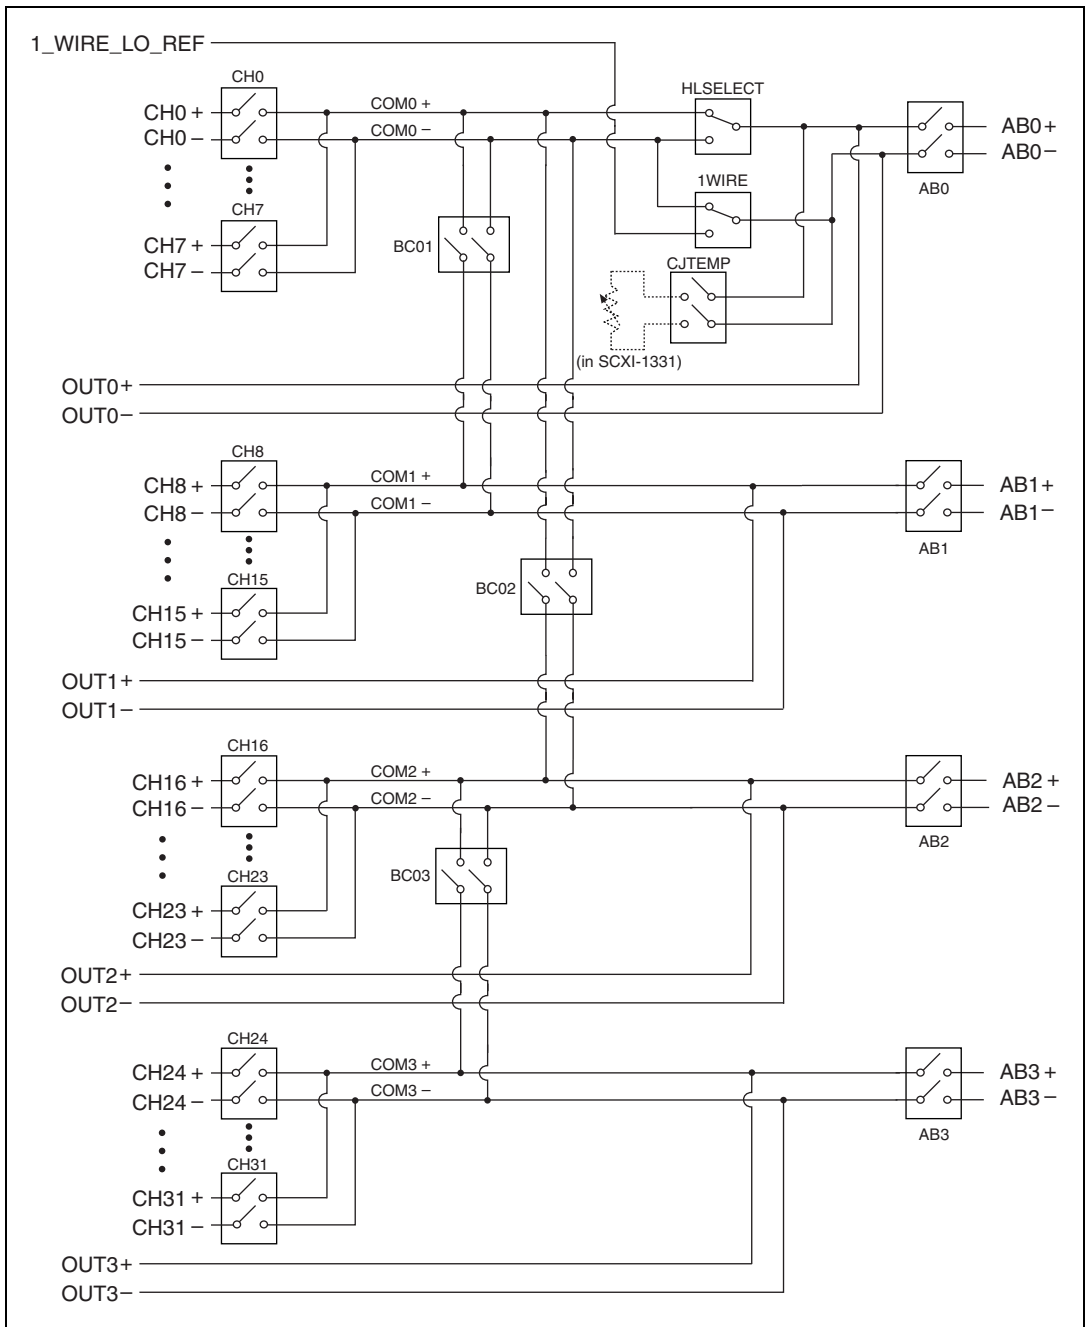 1_WIRE_LO_REF
CH0
HLSELECT
CH0 +
COM0 +
AB0+
CH0 −
COM0 −
AB0−
1WIRE
AB0
CH7
CH7 +
BC01
CH7 −
CJTEMP
(in SCXI-1331)
OUT0+
OUT0−
CH8
CH8 +
COM1 +
AB1+
CH8 −
COM1 −
AB1−
AB1
CH15
BC02
CH15 +
CH15 −
OUT1+
OUT1−
CH16
CH16 +
COM2 +
AB2 +
CH16 −
COM2 −
AB2 −
AB2
CH23
BC03
CH23 +
CH23 −
OUT2+
OUT2−
CH24
CH24 +
COM3 +
AB3 +
CH24 −
COM3 −
AB3 −
AB3
CH31
CH31 +
CH31 −
OUT3+
OUT3−